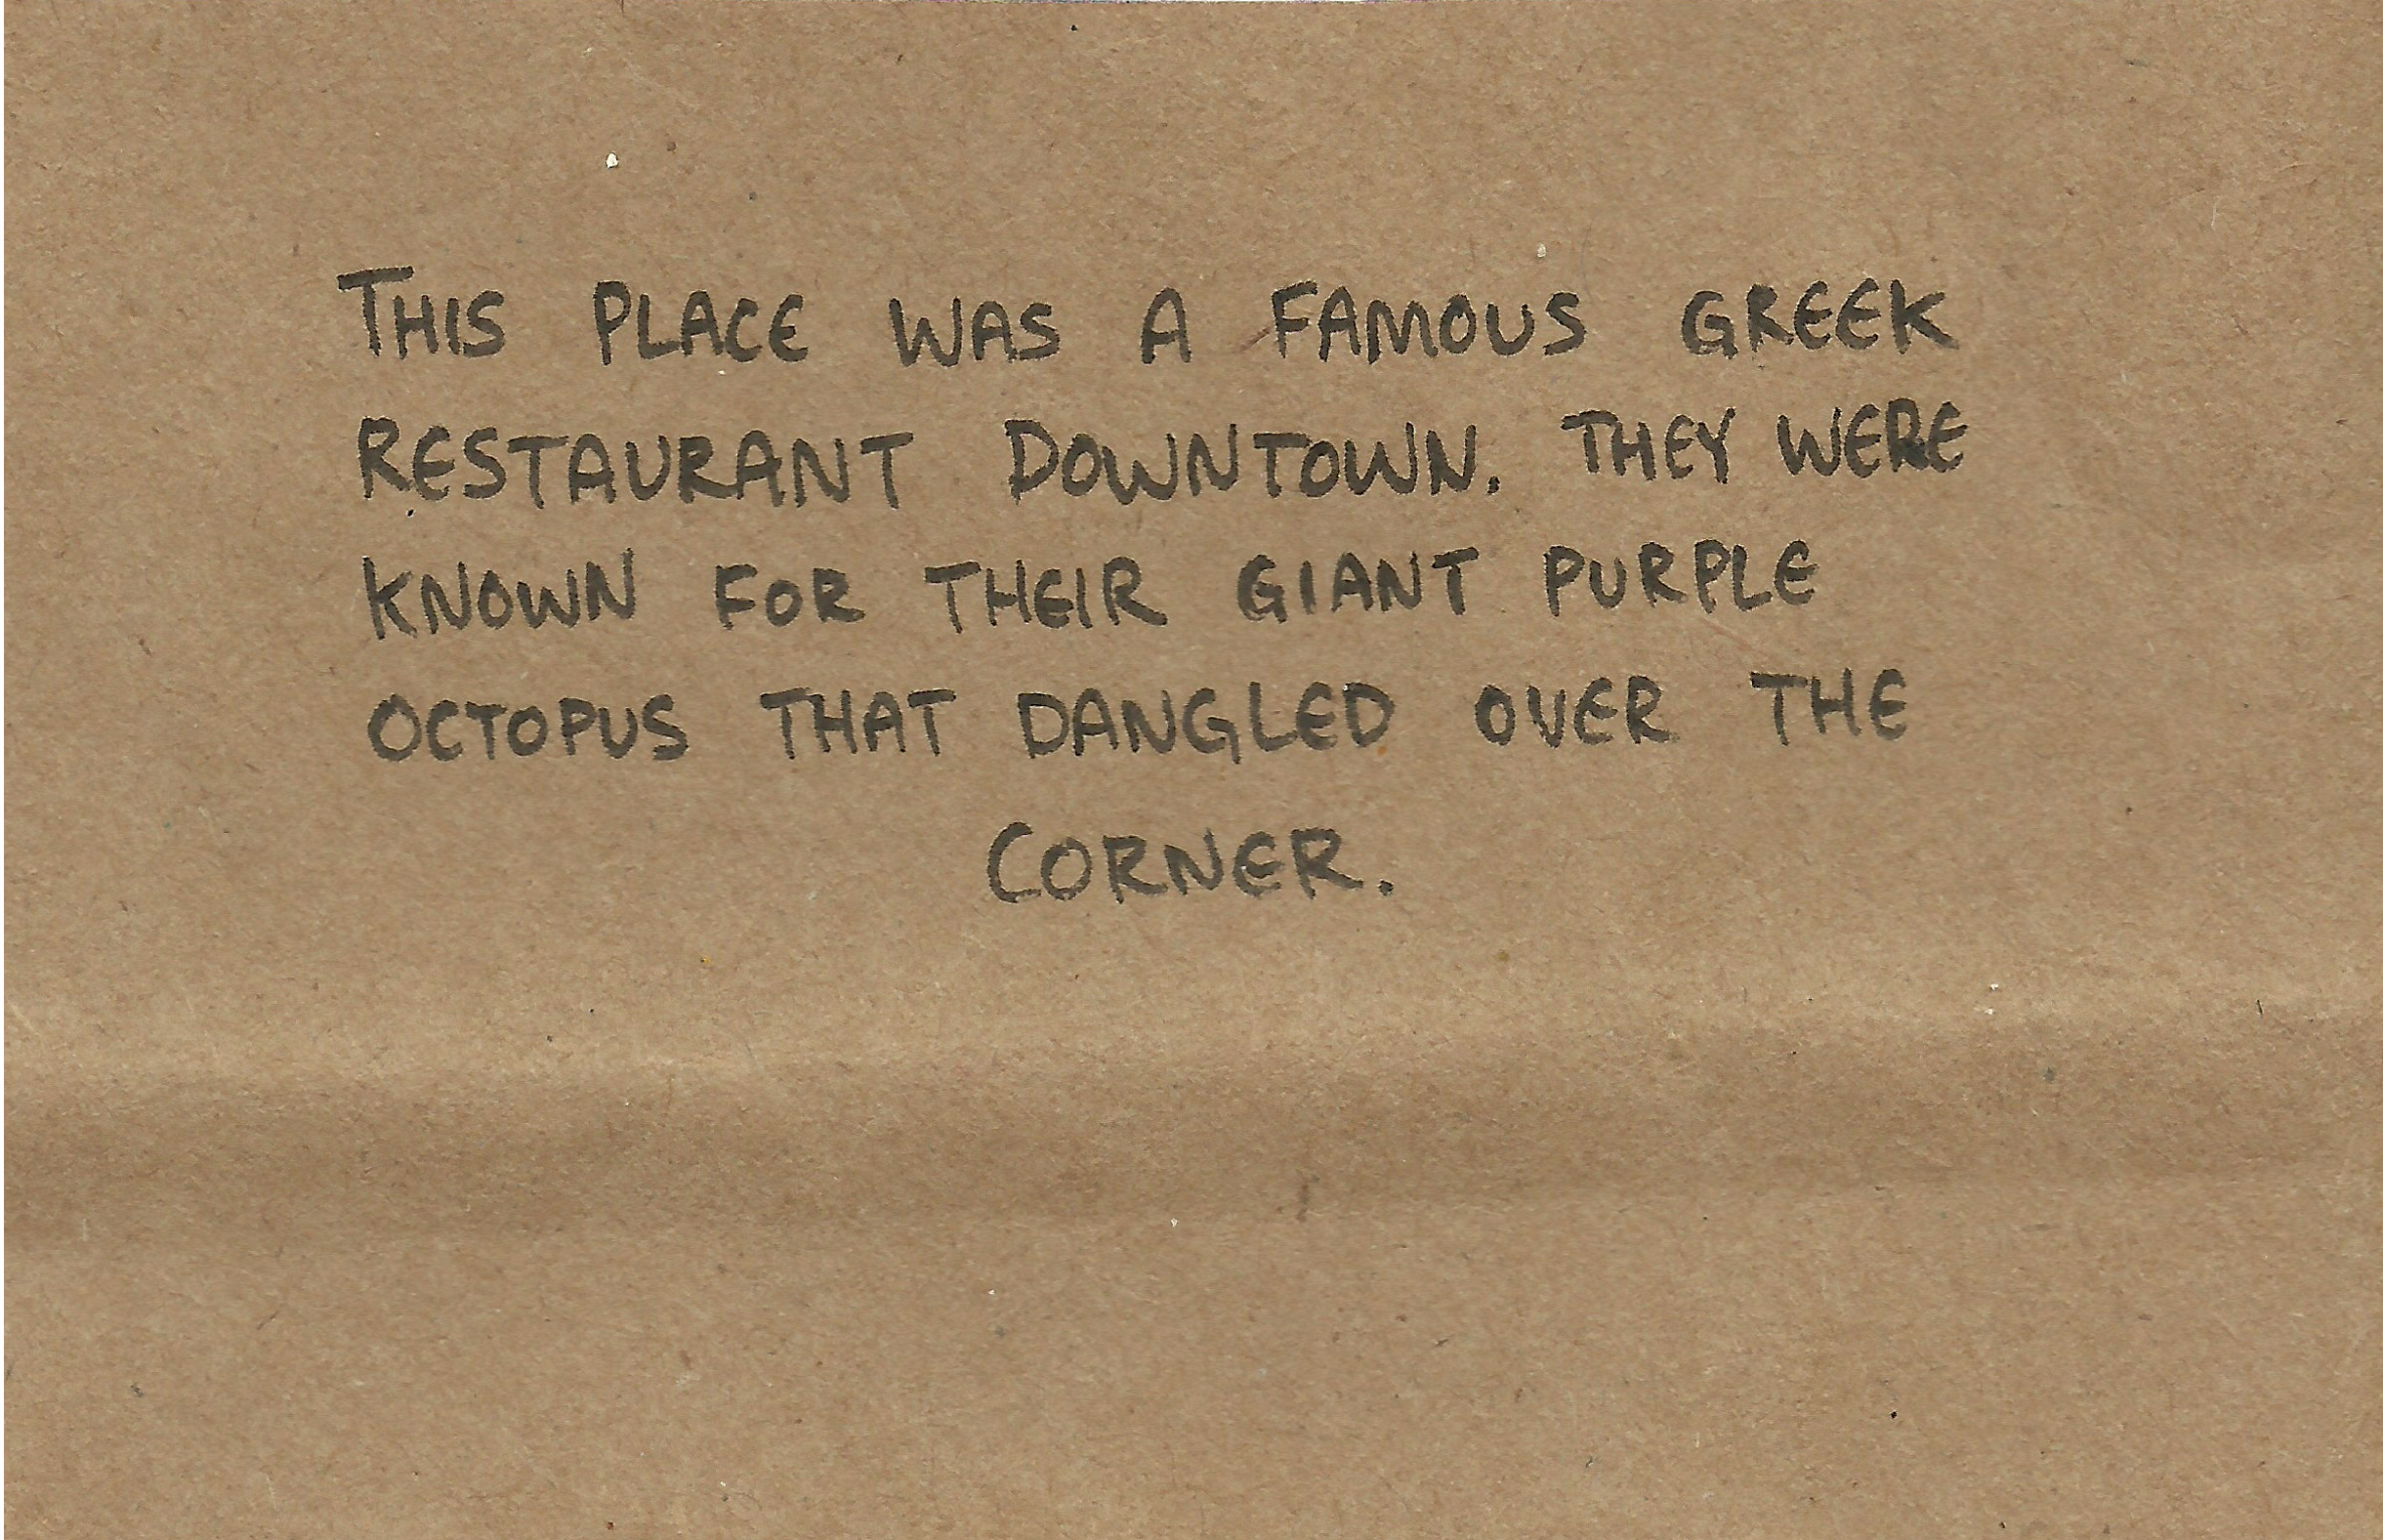 THIS PLACE WAS A FAMOUS GREEK
RESTAURANT DOWNTOWN. THEY WERE
KNOWN FOR THEIR GIANT PURPLE
OCTOPUS THAT DANGLED OVER THE
CORNER.